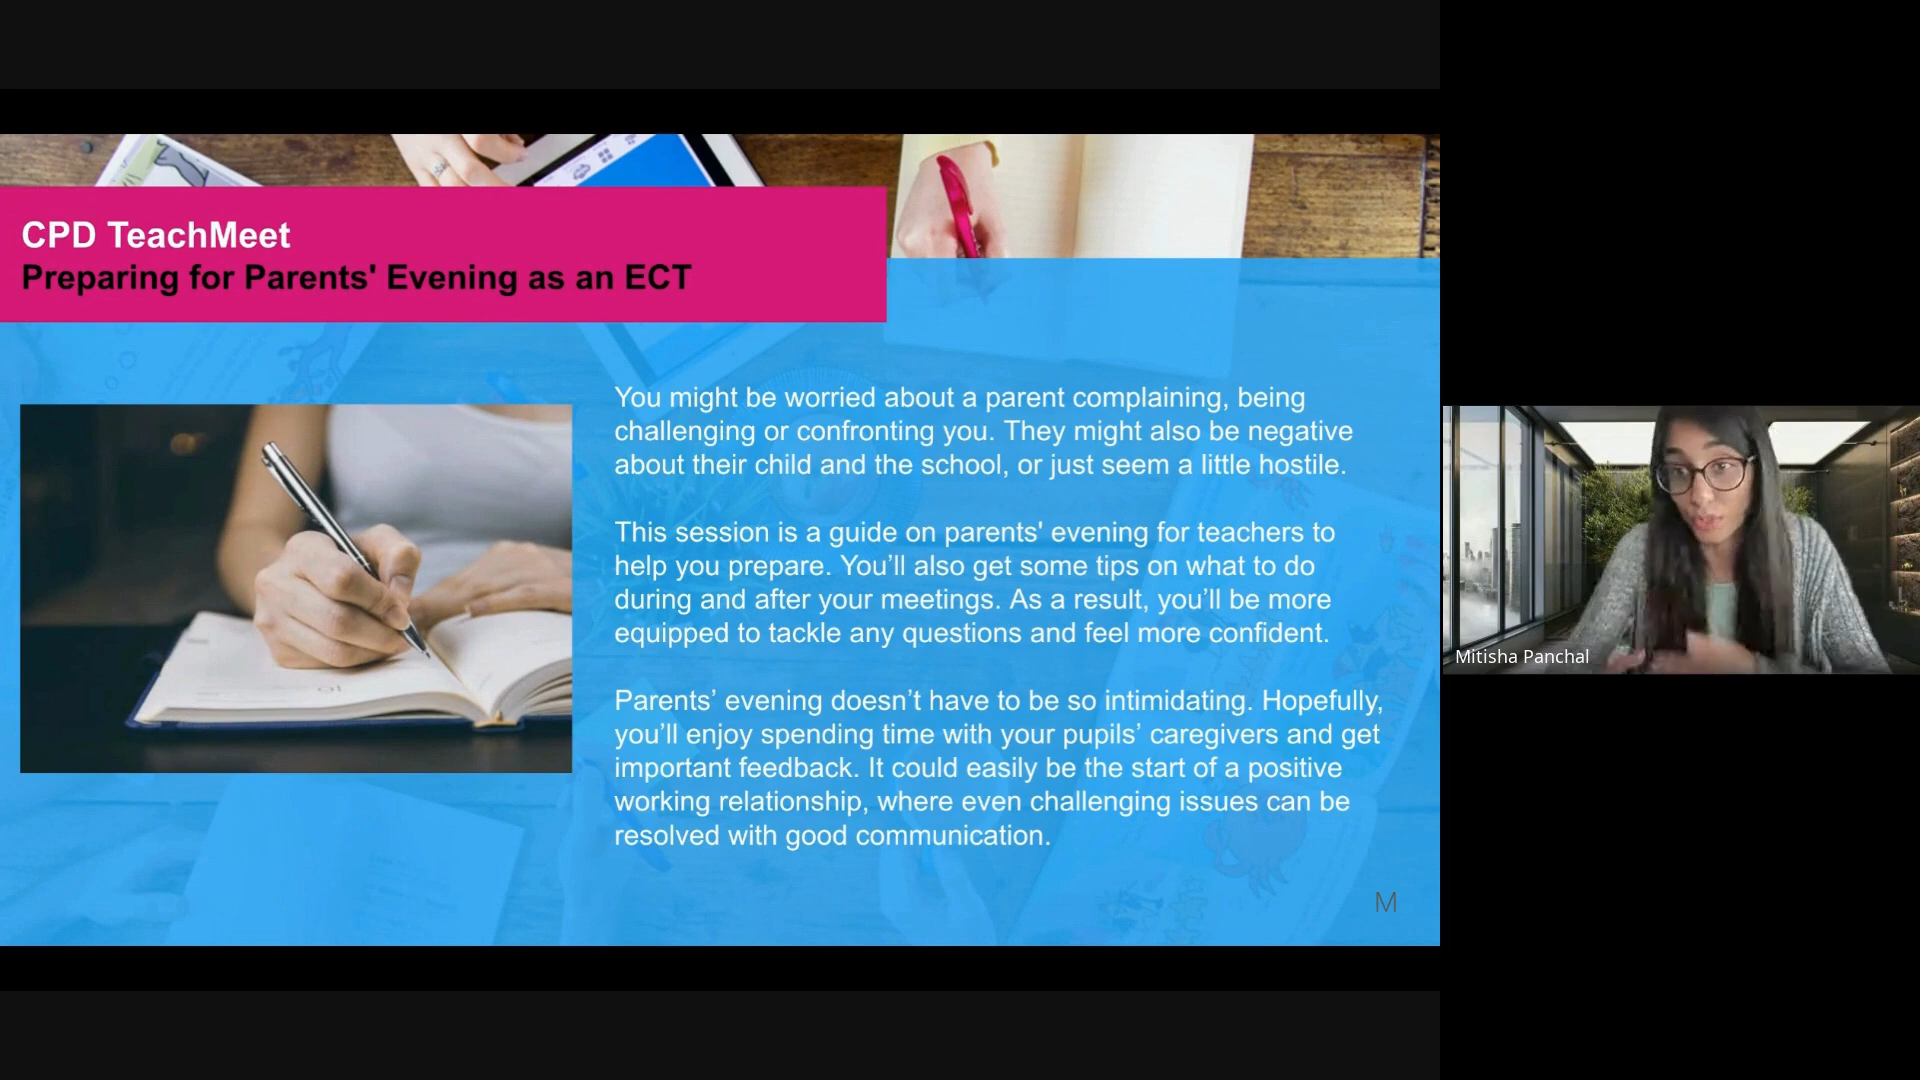 CPD TeachMeet
Preparing for Parents' Evening as an ECT
You might be worried about a parent complaining, being
challenging or confronting you. They might also be negative
about their child and the school, or just seem a little hostile.
This session is a guide on parents' evening for teachers to
help you prepare. You’ll also get some tips on what to do
during and after your meetings. As a result, you’ll be more
equipped to tackle any questions and feel more confident.
Parents’ evening doesn’t have to be so intimidating. Hopefully,
you’ll enjoy spending time with your pupils’ caregivers and get
important feedback. It could easily be the start of a positive
working relationship, where even challenging issues can be
resolved with good communication.
M
Mitisha Panchal